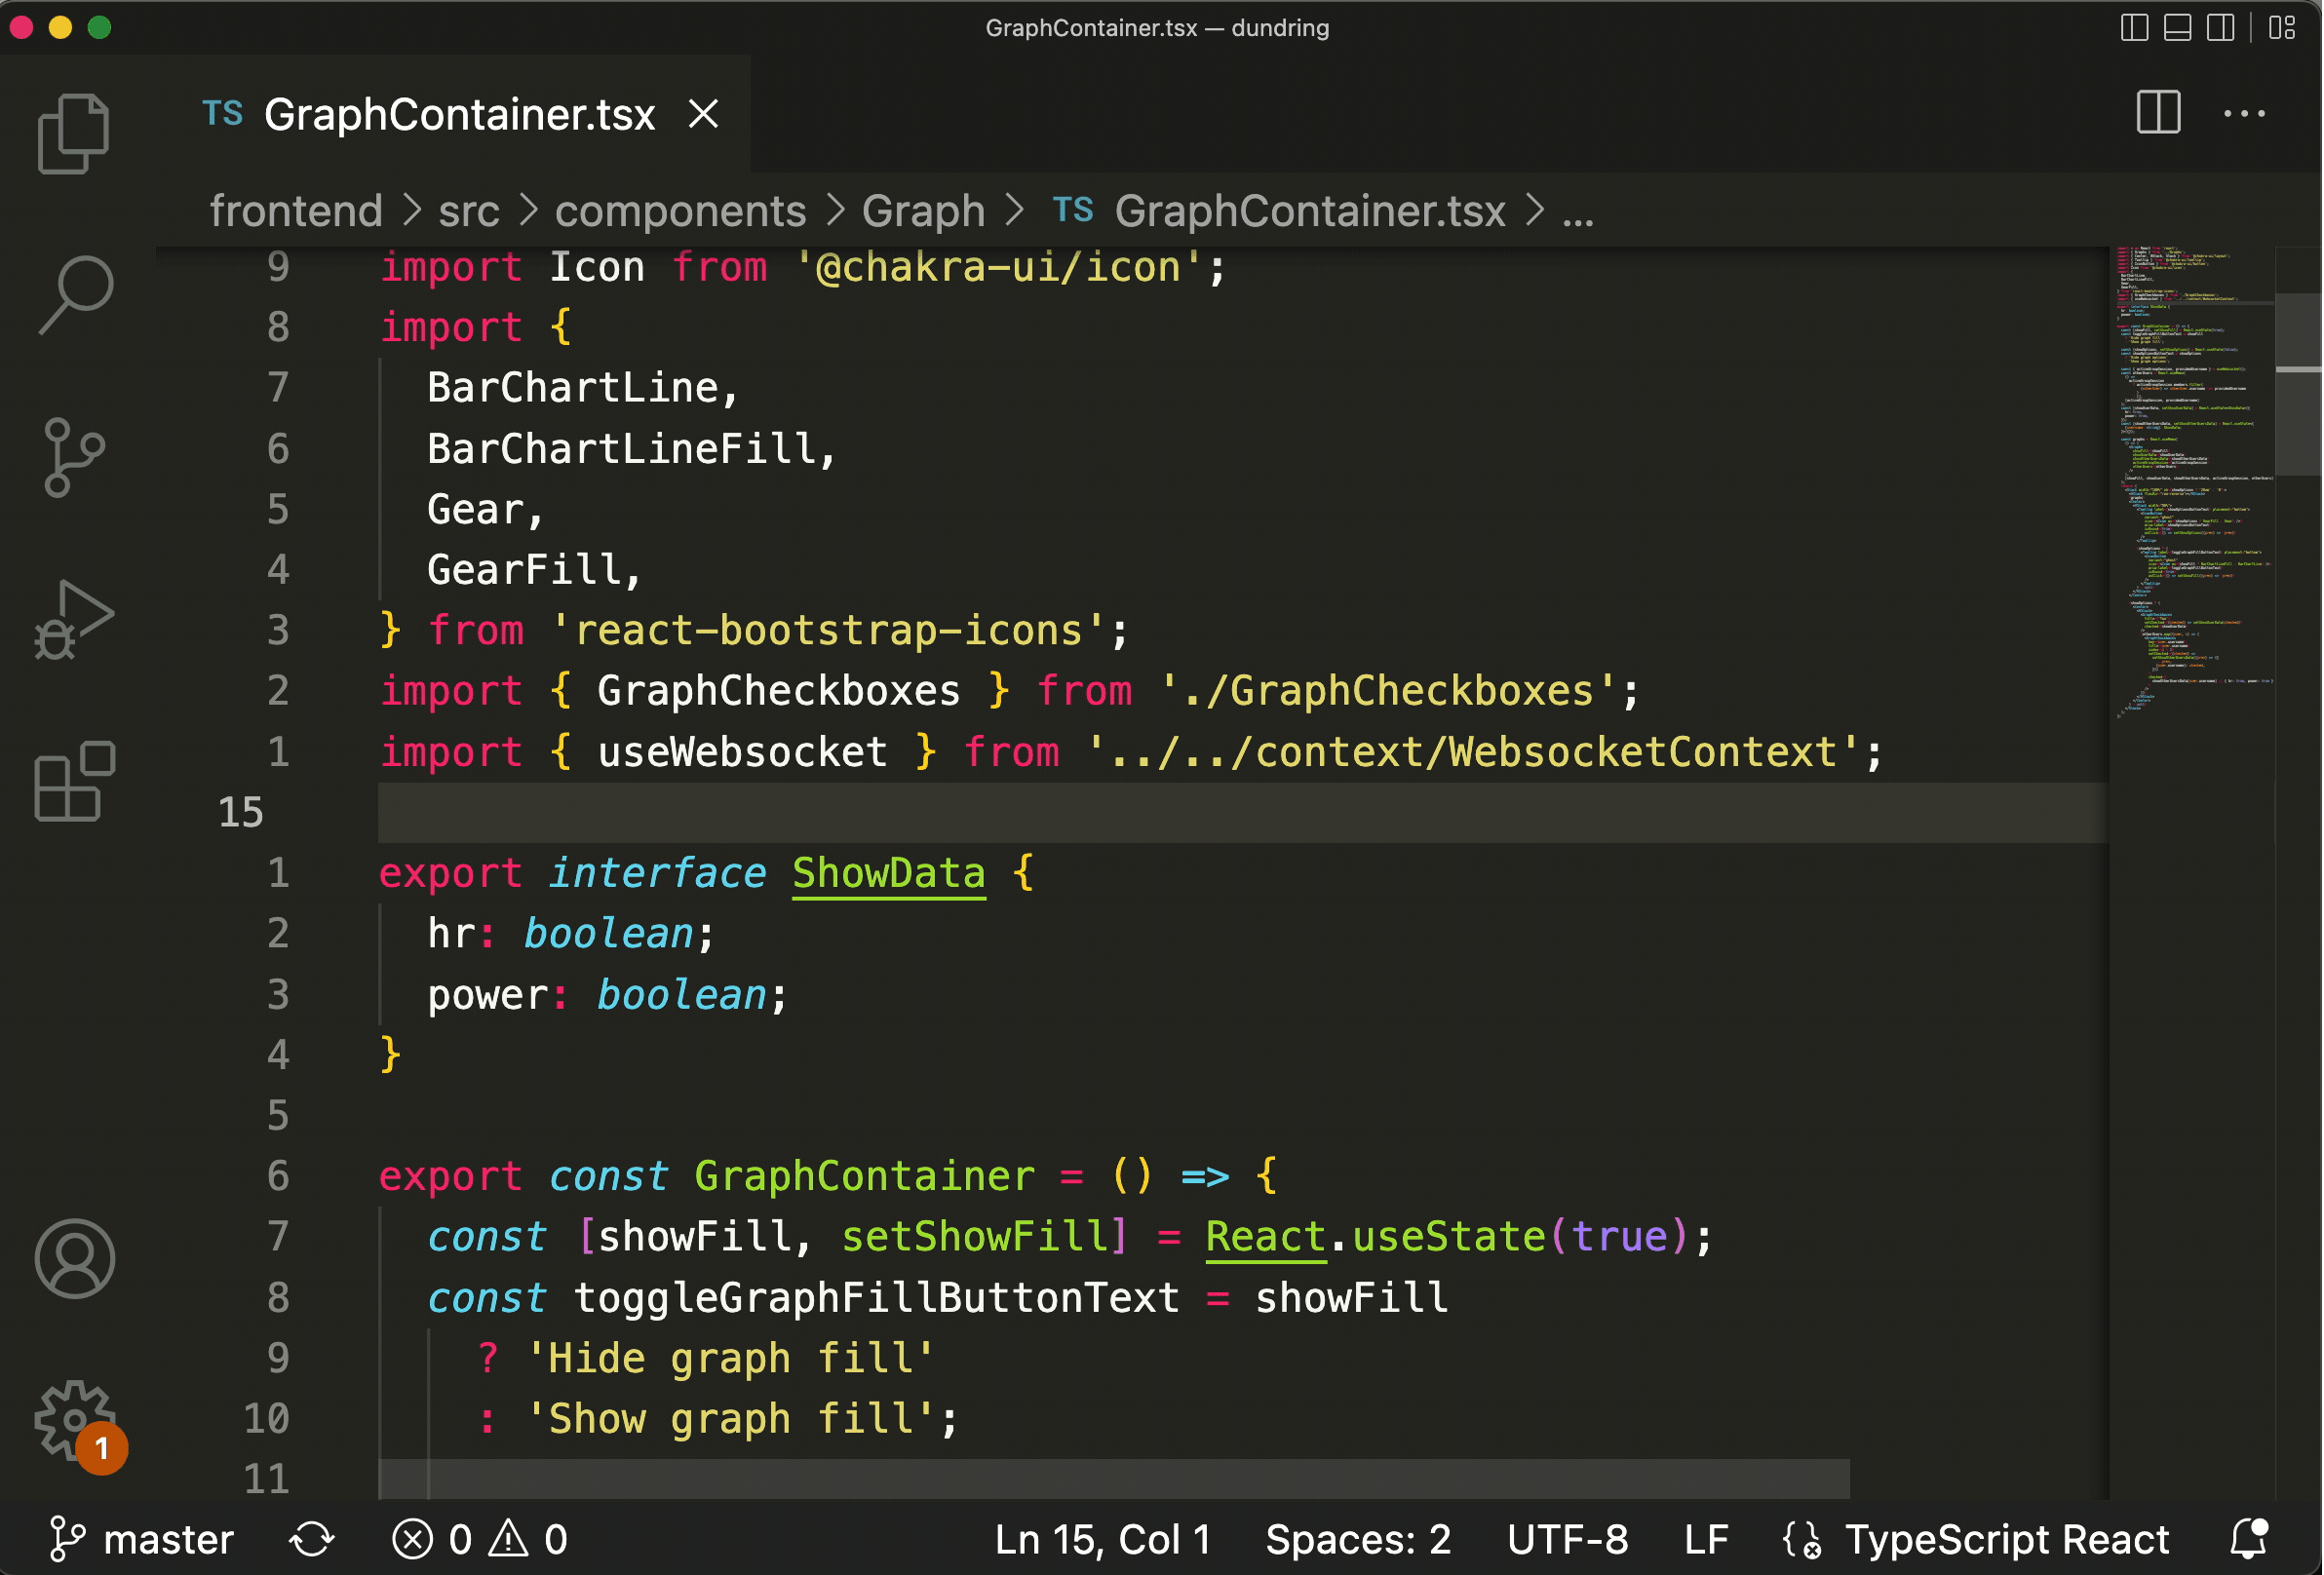 GraphContainer.tsx — dundring
TS GraphContainer.tsx
frontend > src > components > Graph > TS GraphContainer.tsx > ...
9 import Icon from '@chakra-ui/icon';
8 import {
7 BarChartLine,
6 BarChartLineFill,
5 Gear,
4 GearFill,
3 } from 'react-bootstrap-icons';
2 import { GraphCheckboxes } from './GraphCheckboxes';
1 import { useWebsocket } from '../../context/WebsocketContext';
15
1 export interface ShowData {
2 hr: boolean;
3 power: boolean;
4 }
5
6 export const GraphContainer = () => {
7 const [showFill, setShowFill] = React.useState(true);
8 const toggleGraphFillButtonText = showFill
9 ? 'Hide graph fill'
10 : 'Show graph fill';
11
1
master 0 0 Ln 15, Col 1 Spaces: 2 UTF-8 LF TypeScript React